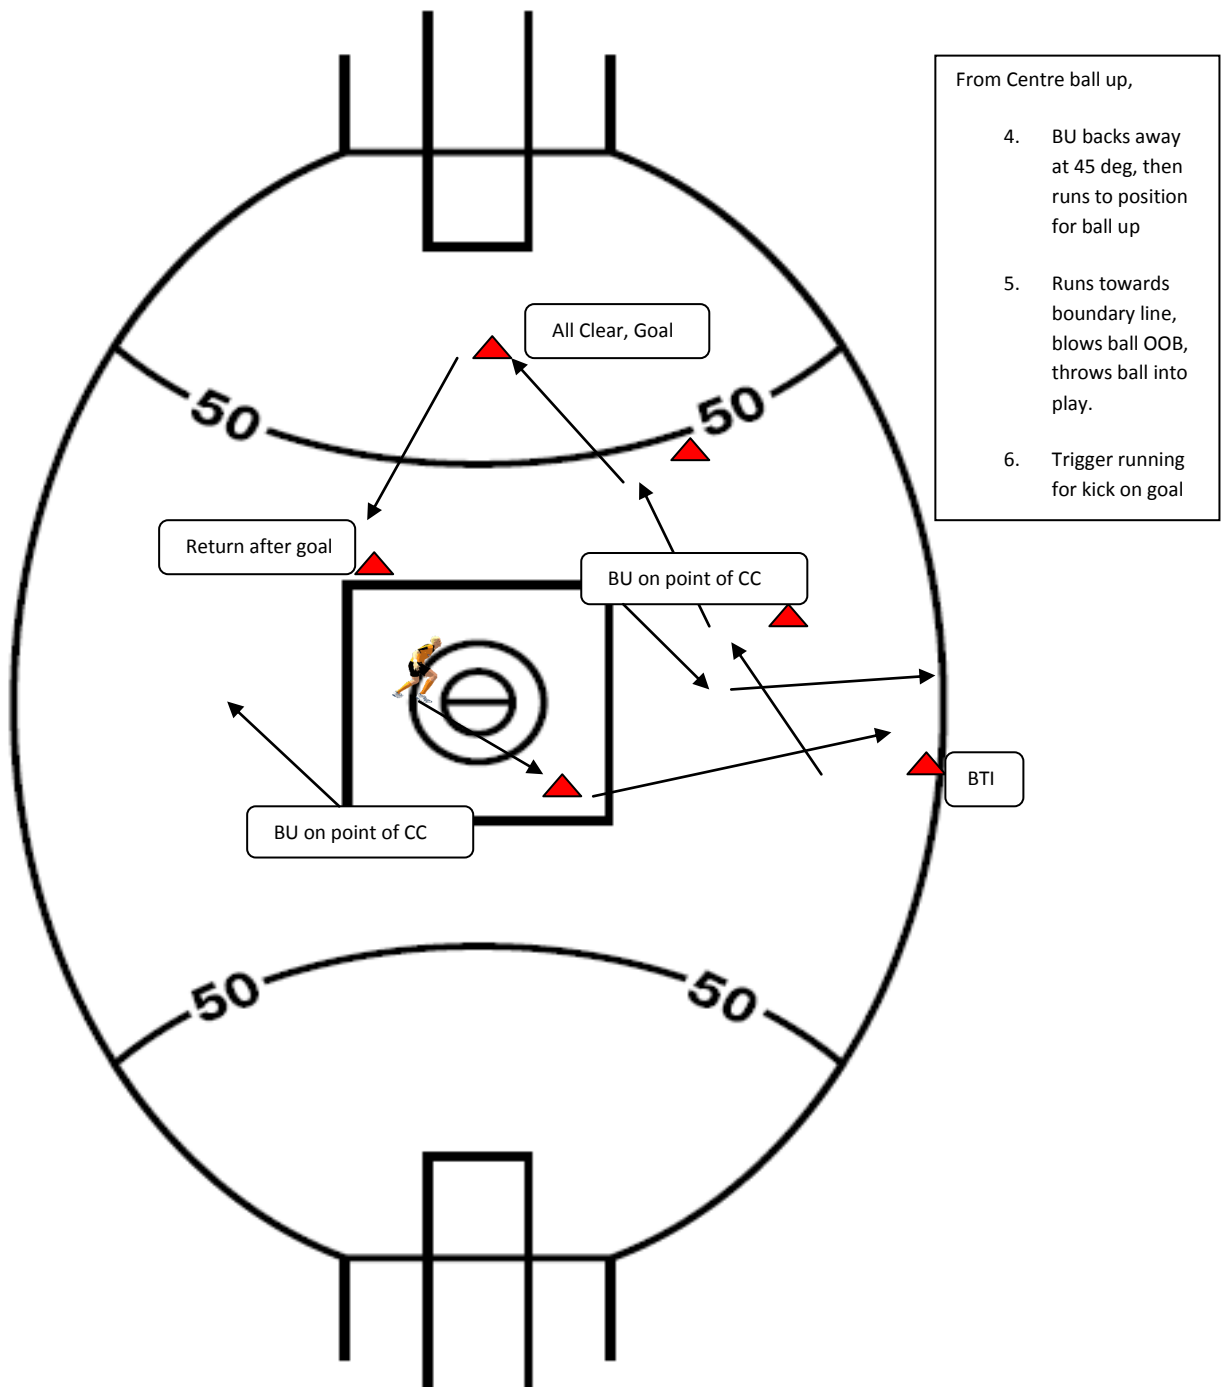 From Centre ball up,
4. BU backs away
at 45 deg, then
runs to position
for ball up
5. Runs towards
boundary line,
blows ball OOB,
throws ball into
play.
6. Trigger running
for kick on goal
All Clear, Goal
50
50
Return after goal
BU on point of CC
BTI
BU on point of CC
50
50